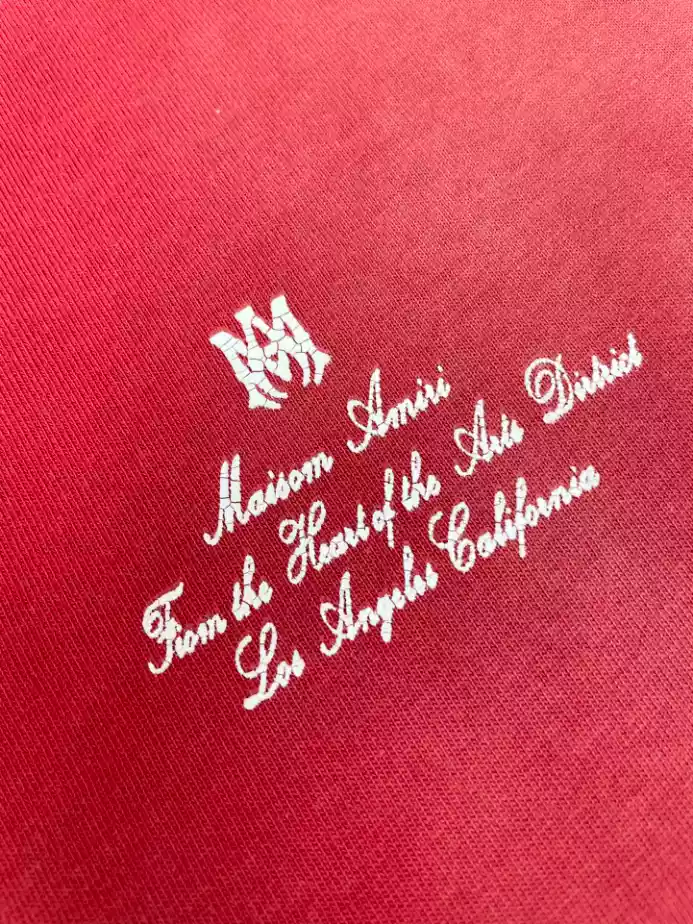 MA
Maison Amiri
From the Heart of the Arts District
Los Angeles California